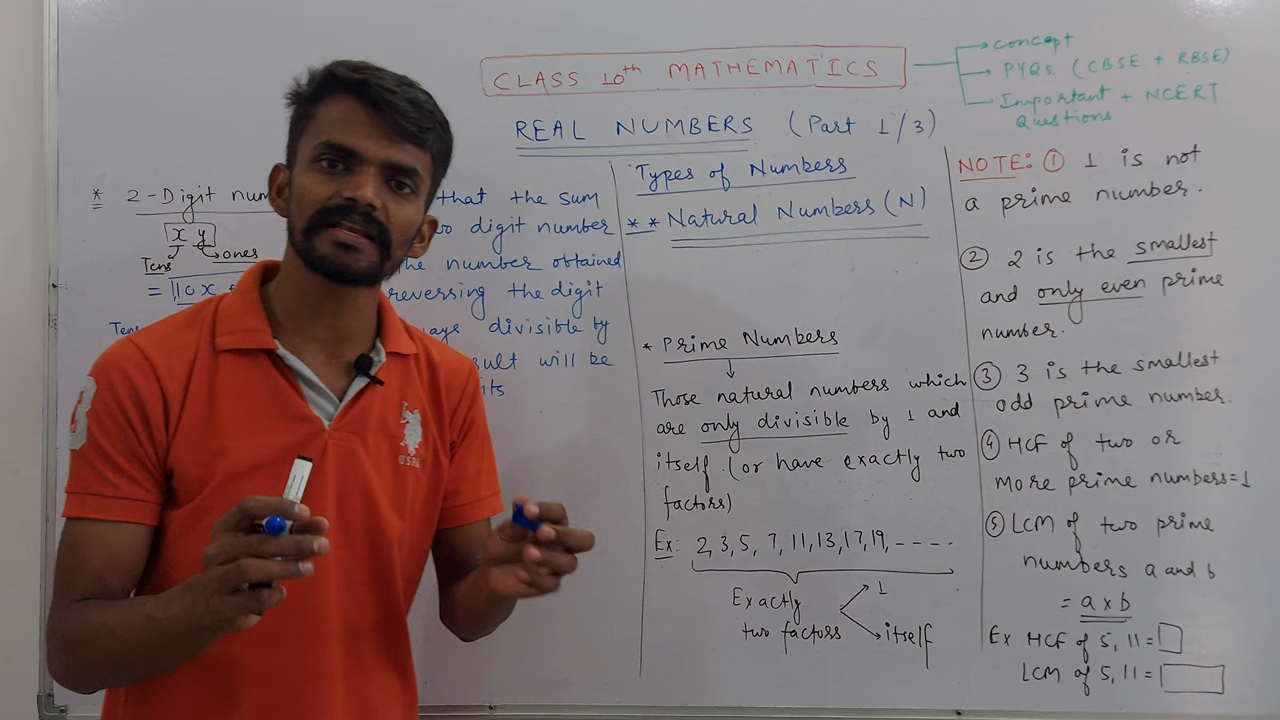 CLASS 10th MATHEMATICS
concept
PYQs (CBSE + RBSE)
Important + NCERT
Questions
REAL NUMBERS (Part 1/3)
* 2-Digit num
x y
Tens
ones
= 10x
Tens
that the sum
digit number
the number obtained
reversing the digit
divisible by
will be
Types of Numbers
** Natural Numbers (N)
* Prime Numbers
Those natural numbers which
are only divisible by 1 and
itself. (or have exactly two
factors)
Ex: 2, 3, 5, 7, 11, 13, 17, 19, - - - -
Exactly
two factors
1
itself
NOTE: ① 1 is not
a prime number.
② 2 is the smallest
and only even prime
number.
③ 3 is the smallest
odd prime number.
④ HCF of two or
more prime numbers=1
⑤ LCM of two prime
numbers a and b
= a x b
Ex HCF of 5, 11 =
LCM of 5, 11 =
USPA